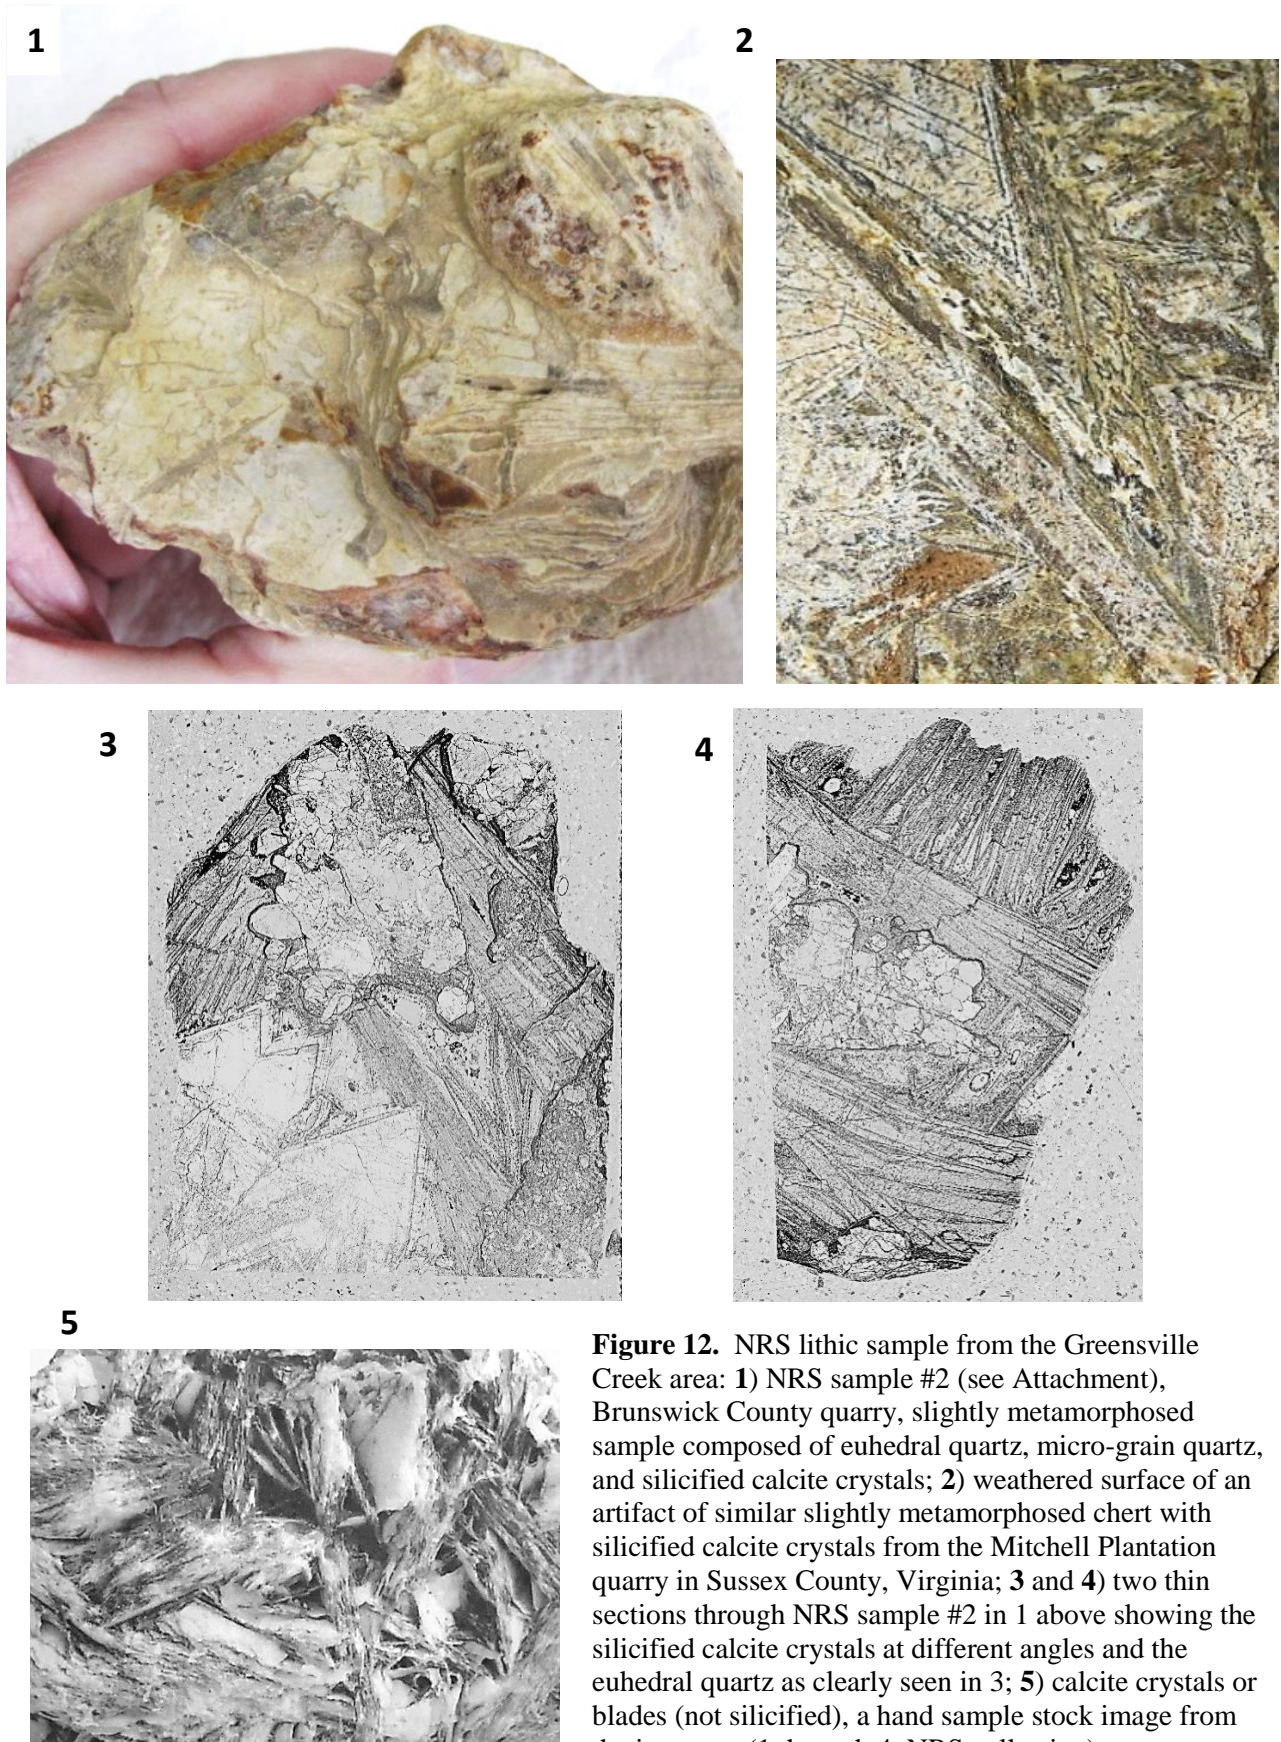 1
2
3
4
5
Figure 12. NRS lithic sample from the Greensville
Creek area: 1) NRS sample #2 (see Attachment),
Brunswick County quarry, slightly metamorphosed
sample composed of euhedral quartz, micro-grain quartz,
and silicified calcite crystals; 2) weathered surface of an
artifact of similar slightly metamorphosed chert with
silicified calcite crystals from the Mitchell Plantation
quarry in Sussex County, Virginia; 3 and 4) two thin
sections through NRS sample #2 in 1 above showing the
silicified calcite crystals at different angles and the
euhedral quartz as clearly seen in 3; 5) calcite crystals or
blades (not silicified), a hand sample stock image from